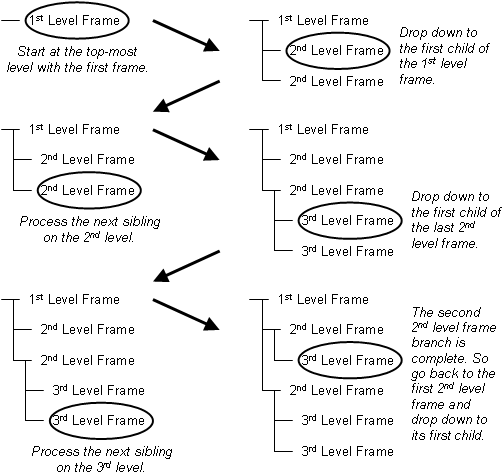 1st Level Frame
Start at the top-most
level with the first frame.
1st Level Frame
2nd Level Frame
2nd Level Frame
Drop down to
the first child of
the 1st level
frame.
1st Level Frame
2nd Level Frame
2nd Level Frame
Process the next sibling
on the 2nd level.
1st Level Frame
2nd Level Frame
2nd Level Frame
3rd Level Frame
3rd Level Frame
Drop down to
the first child of
the last 2nd
level frame.
1st Level Frame
2nd Level Frame
2nd Level Frame
3rd Level Frame
3rd Level Frame
Process the next sibling
on the 3rd level.
1st Level Frame
2nd Level Frame
3rd Level Frame
2nd Level Frame
3rd Level Frame
3rd Level Frame
The second
2nd level frame
branch is
complete. So
go back to the
first 2nd level
frame and
drop down to
its first child.